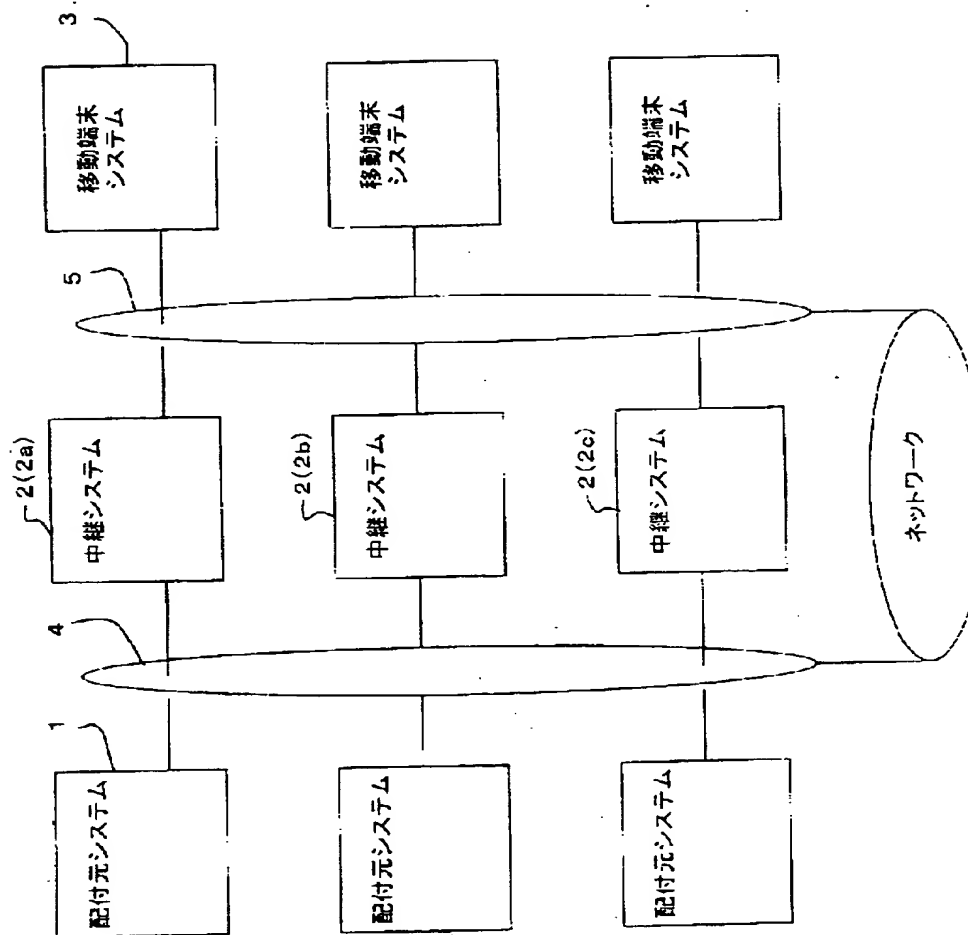 1
配付元システム
配付元システム
配付元システム
4
2(2a)
中継システム
2(2b)
中継システム
2(2c)
中継システム
5
3
移動端末
システム
移動端末
システム
移動端末
システム
ネットワーク